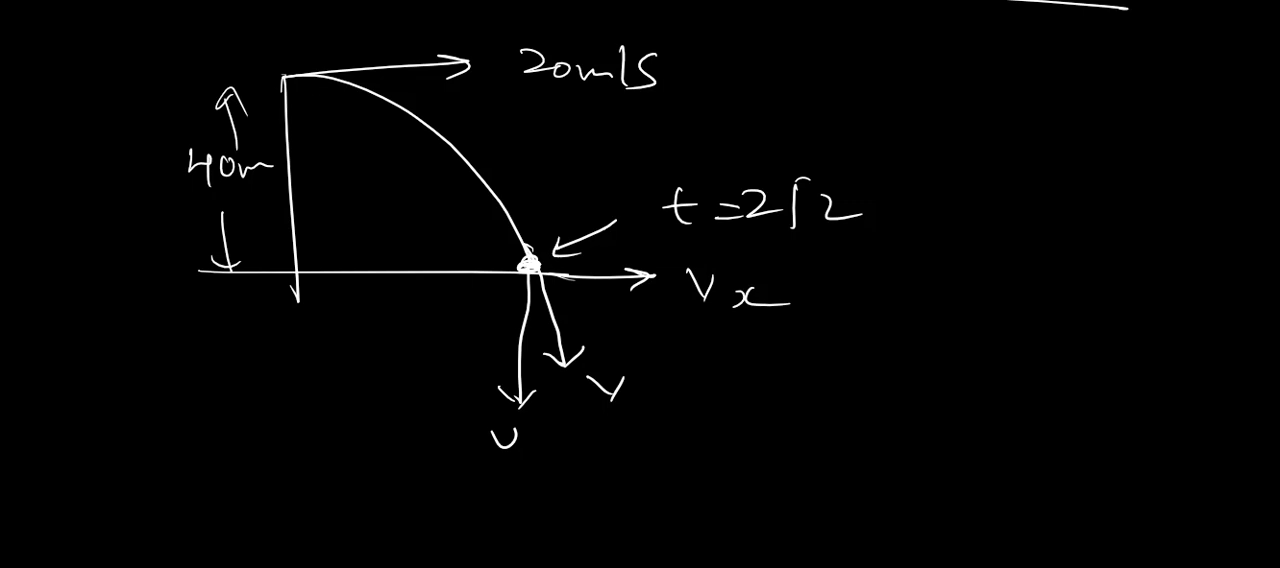 20m/s
40m
t = 2√2
Vx
V
U